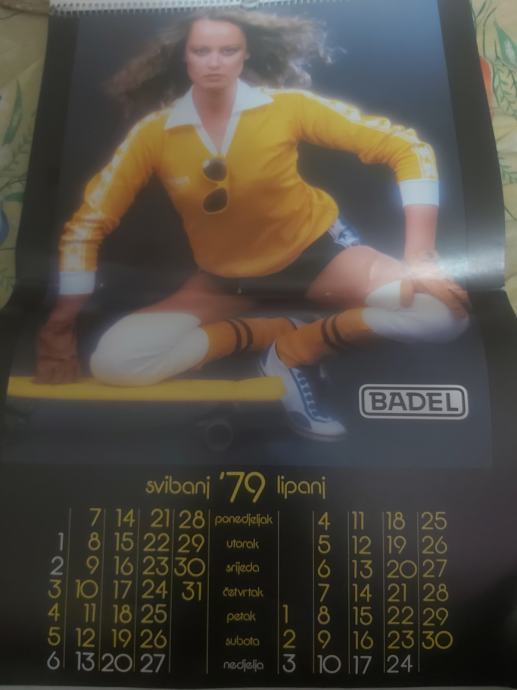 BADEL
svibanj '79 lipanj
7 14 21 28 ponedjeljak 4 11 18 25
1 8 15 22 29 utorak 5 12 19 26
2 9 16 23 30 srijeda 6 13 20 27
3 10 17 24 31 četvrtak 7 14 21 28
4 11 18 25 petak 1 8 15 22 29
5 12 19 26 subota 2 9 16 23 30
6 13 20 27 nedjelja 3 10 17 24